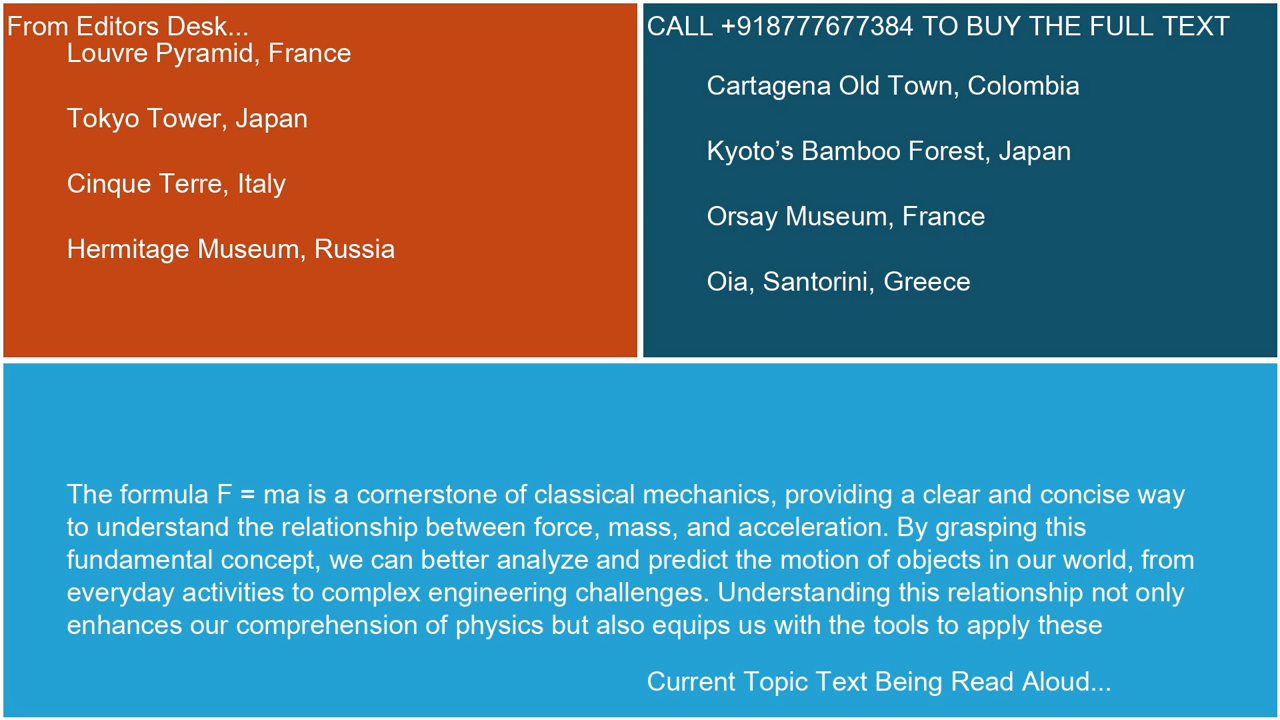 From Editors Desk...
Louvre Pyramid, France
Tokyo Tower, Japan
Cinque Terre, Italy
Hermitage Museum, Russia
CALL +918777677384 TO BUY THE FULL TEXT
Cartagena Old Town, Colombia
Kyoto’s Bamboo Forest, Japan
Orsay Museum, France
Oia, Santorini, Greece
The formula F = ma is a cornerstone of classical mechanics, providing a clear and concise way
to understand the relationship between force, mass, and acceleration. By grasping this
fundamental concept, we can better analyze and predict the motion of objects in our world, from
everyday activities to complex engineering challenges. Understanding this relationship not only
enhances our comprehension of physics but also equips us with the tools to apply these
Current Topic Text Being Read Aloud...